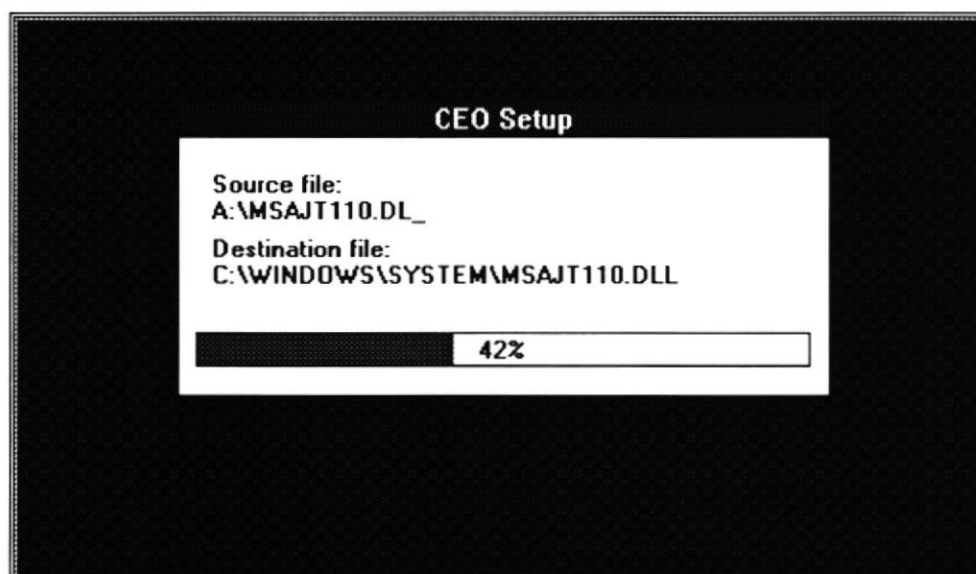 CEO Setup
Source file:
A:\MSAJT110.DL_
Destination file:
C:\WINDOWS\SYSTEM\MSAJT110.DLL
42%